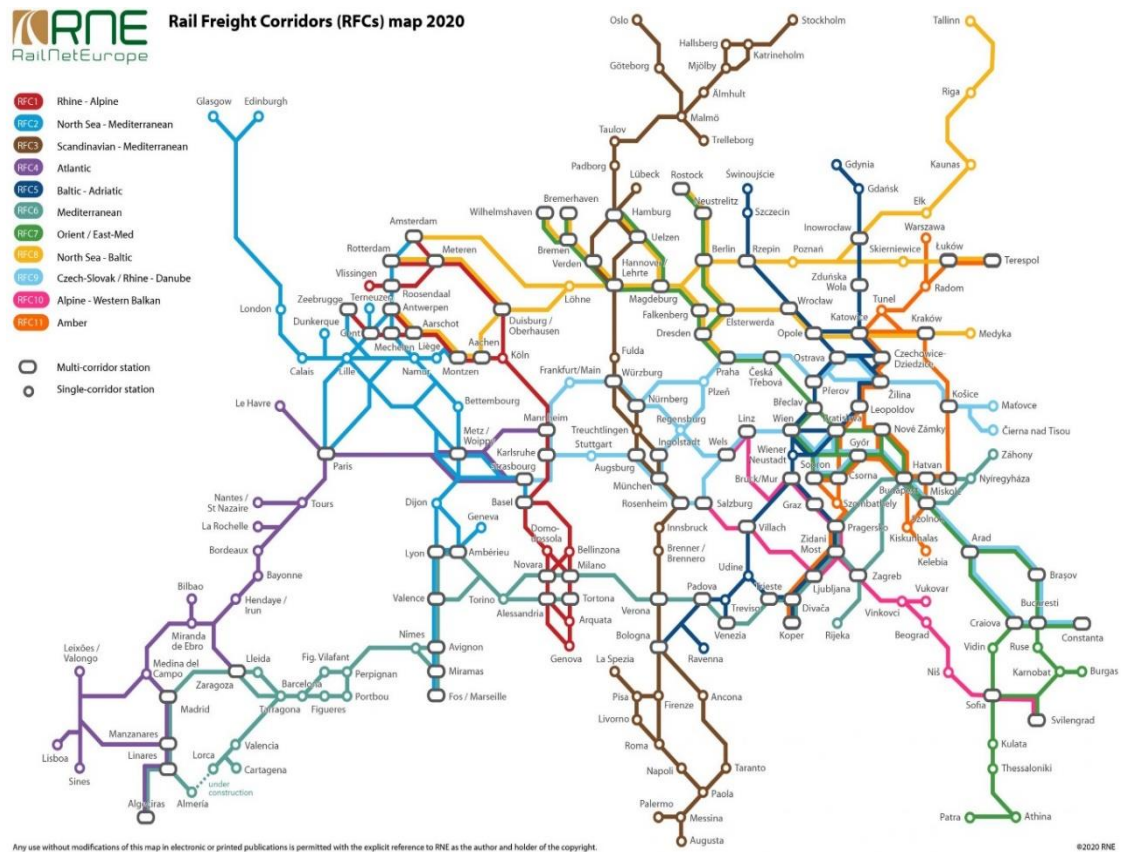 RNE
RailNetEurope
Rail Freight Corridors (RFCs) map 2020
RFC1 Rhine - Alpine
RFC2 North Sea - Mediterranean
RFC3 Scandinavian - Mediterranean
RFC4 Atlantic
RFC5 Baltic - Adriatic
RFC6 Mediterranean
RFC7 Orient / East-Med
RFC8 North Sea - Baltic
RFC9 Czech-Slovak / Rhine - Danube
RFC10 Alpine - Western Balkan
RFC11 Amber
Multi-corridor station
Single-corridor station
Oslo
Stockholm
Hallsberg
Katrineholm
Göteborg
Mjölby
Älmhult
Malmö
Trelleborg
Taulov
Padborg
Tallinn
Riga
Kaunas
Glasgow
Edinburgh
Lübeck
Rostock
Świnoujście
Gdynia
Gdańsk
Ełk
Wilhelmshaven
Bremerhaven
Hamburg
Neustrelitz
Szczecin
Inowrocław
Warszawa
Amsterdam
Bremen
Uelzen
Berlin
Rzepin
Poznań
Skierniewice
Łuków
Terespol
Rotterdam
Meteren
Verden
Hannover /
Lehrte
Zduńska
Wola
Radom
Vlissingen
Roosendaal
Löhne
Magdeburg
Tunel
Zeebrugge
Terneuzen
Antwerpen
Falkenberg
Elsterwerda
Wrocław
Katowice
Kraków
London
Dunkerque
Gent
Aarschot
Duisburg /
Oberhausen
Dresden
Opole
Medyka
Mechelen
Liège
Aachen
Calais
Lille
Namur
Montzen
Köln
Fulda
Praha
Česká
Třebová
Ostrava
Czechowice-
Dziedzice
Frankfurt/Main
Würzburg
Plzeň
Přerov
Žilina
Košice
Maťovce
Le Havre
Bettembourg
Mannheim
Nürnberg
Břeclav
Leopoldov
Čierna nad Tisou
Regensburg
Linz
Wien
Bratislava
Metz /
Woippy
Treuchtlingen
Stuttgart
Ingolstadt
Wels
Győr
Nové Zámky
Paris
Karlsruhe
Strasbourg
Augsburg
Wiener
Neustadt
Sopron
Csorna
Hatvan
Záhony
München
Bruck/Mur
Budapest
Miskolc
Nyíregyháza
Nantes /
St Nazaire
Tours
Dijon
Geneva
Basel
Rosenheim
Salzburg
Graz
Szombathely
Szolnok
La Rochelle
Domo-
dossola
Bellinzona
Innsbruck
Villach
Pragersko
Kiskunhalas
Kelebia
Arad
Bordeaux
Lyon
Ambérieu
Brenner /
Brennero
Zidani
Most
Bayonne
Novara
Milano
Udine
Ljubljana
Zagreb
Brașov
Bilbao
Hendaye /
Irun
Valence
Torino
Alessandria
Tortona
Verona
Padova
Treviso
Trieste
Divača
Vukovar
Vinkovci
Bucuresti
Craiova
Constanta
Miranda
de Ebro
Arquata
Bologna
Venezia
Koper
Rijeka
Beograd
Vidin
Ruse
Leixões /
Valongo
Medina del
Campo
Lleida
Fig. Vilafant
Nîmes
Avignon
Genova
Ravenna
Zaragoza
Barcelona
Perpignan
Miramas
La Spezia
Niš
Karnobat
Burgas
Madrid
Tarragona
Figueres
Portbou
Fos / Marseille
Pisa
Firenze
Ancona
Sofia
Svilengrad
Manzanares
Livorno
Lisboa
Linares
Lorca
Valencia
Roma
Kulata
Sines
Cartagena
Napoli
Taranto
Thessaloniki
Algeciras
Almería
under
construction
Paola
Palermo
Messina
Augusta
Patra
Athina
Any use without modifications of this map in electronic or printed publications is permitted with the explicit reference to RNE as the author and holder of the copyright.
©2020 RNE